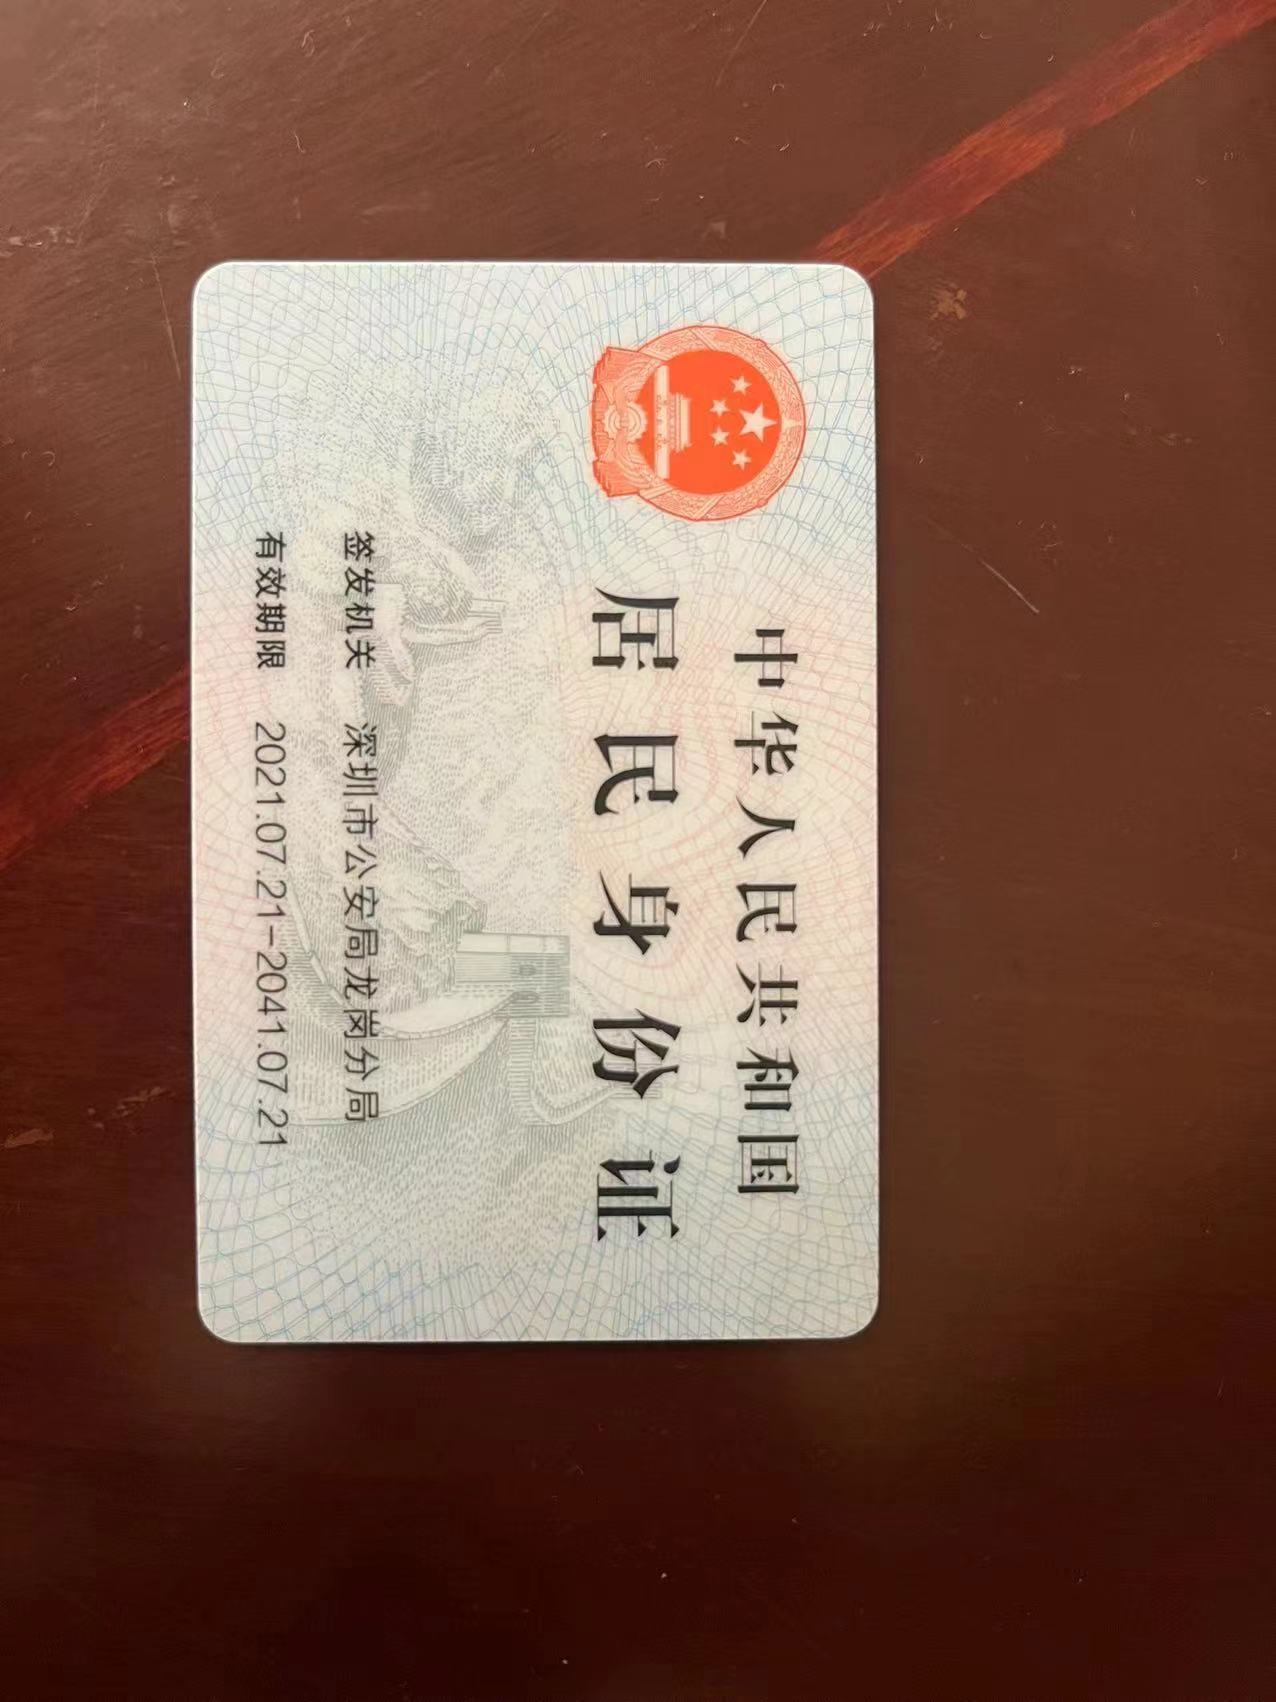 中华人民共和国
居民身份证
签发机关 深圳市公安局龙岗分局
有效期限 2021.07.21-2041.07.21